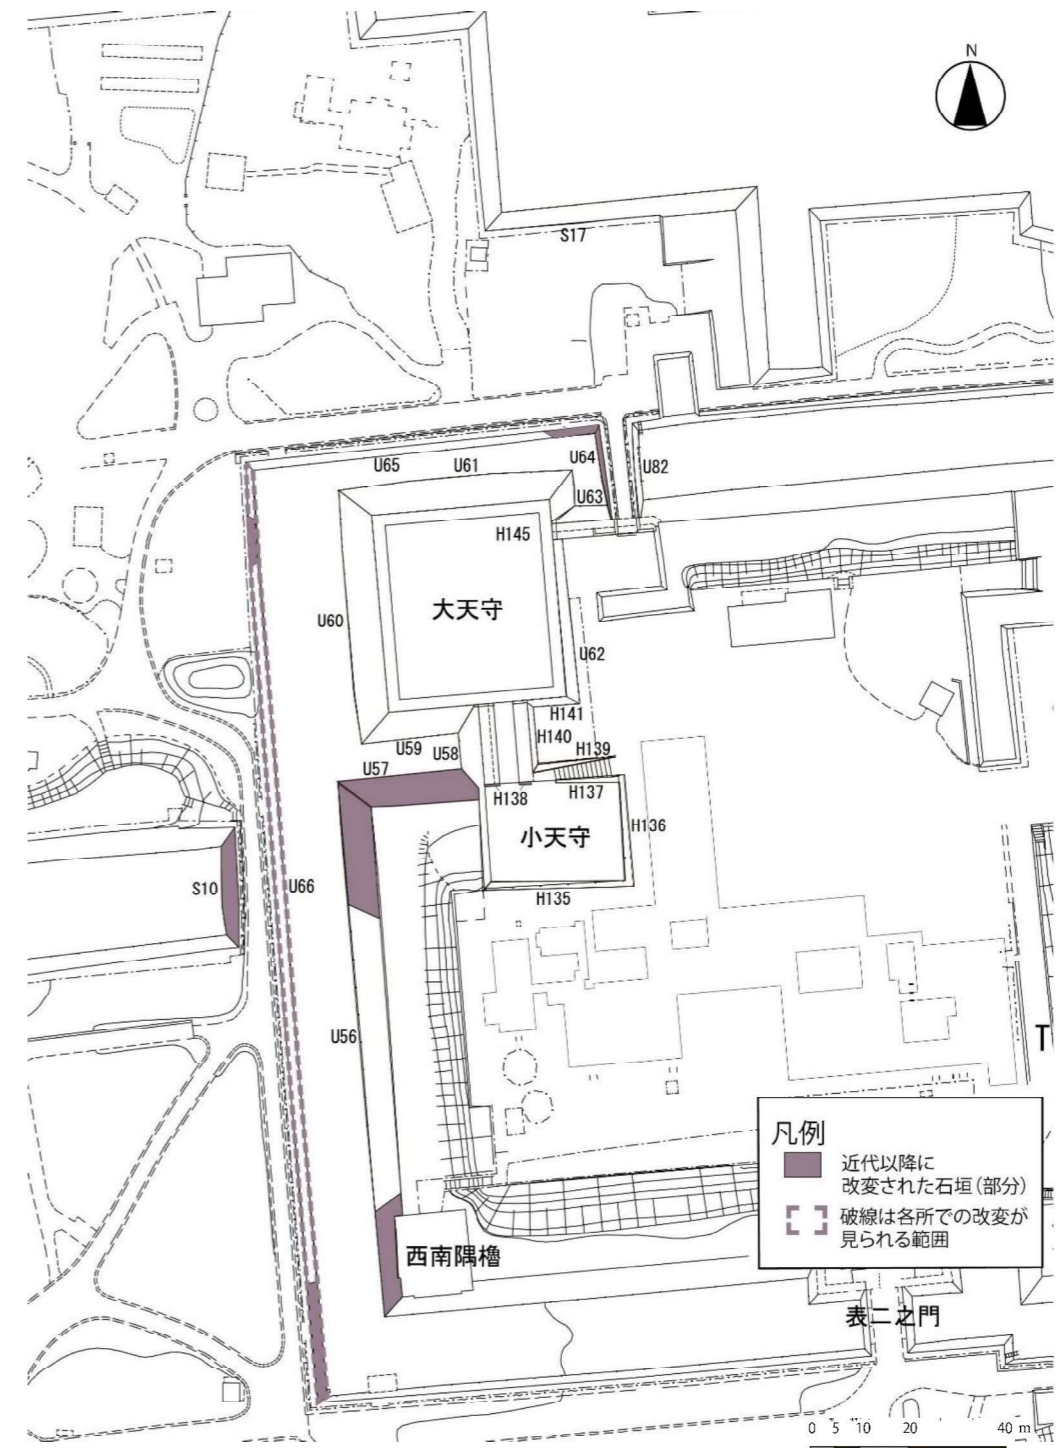 N
S17
U65
U61
U64
U82
U63
H145
大天守
U60
U62
H141
H140
U59
U58
H139
U57
H138
H137
小天守
H136
S10
U66
H135
U56
T
凡例
近代以降に
改変された石垣(部分)
破線は各所での改変が
見られる範囲
西南隅櫓
表二之門
0 5 10 20 40 m